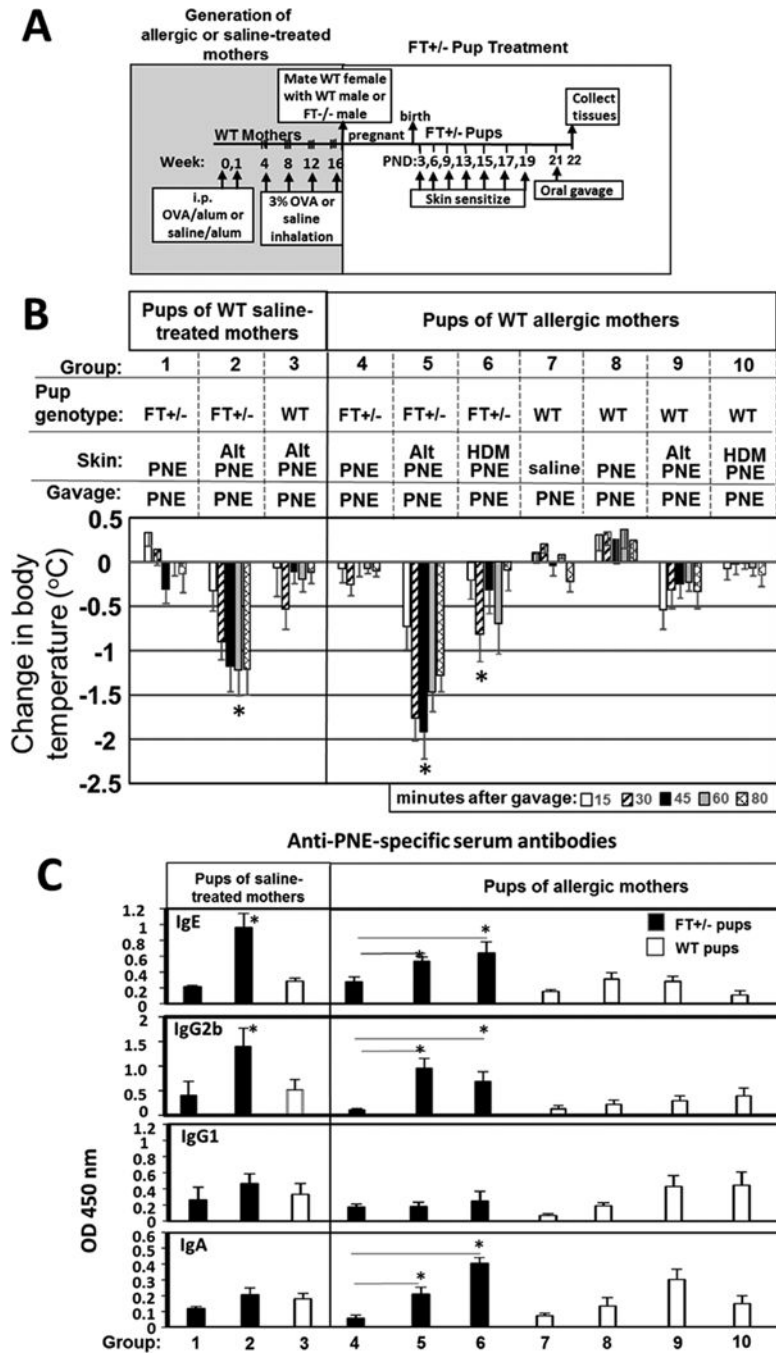 A
Generation of
allergic or saline-treated
mothers
FT+/- Pup Treatment
Mate WT female
with WT male or
FT-/- male
Collect
tissues
birth
WT Mothers
pregnant
FT+/- Pups
Week: 0,1 4 8 12 16
PND:3,6,9,13,15,17,19 21 22
Skin sensitize
Oral gavage
i.p.
OVA/alum or
saline/alum
3% OVA or
saline
inhalation
B
Pups of WT saline-
treated mothers
Pups of WT allergic mothers
Group: 1 2 3 4 5 6 7 8 9 10
Pup
genotype: FT+/- FT+/- WT FT+/- FT+/- FT+/- WT WT WT WT
Alt Alt Alt HDM Alt HDM
Skin: PNE PNE PNE PNE PNE PNE saline PNE PNE PNE
Gavage: PNE PNE PNE PNE PNE PNE PNE PNE PNE PNE
Change in body
temperature (oC)
0.5
0
-0.5
-1
-1.5
-2
-2.5
*
*
*
minutes after gavage: 15 30 45 60 80
Anti-PNE-specific serum antibodies
C
Pups of saline-
treated mothers
Pups of allergic mothers
OD 450 nm
IgE
1.2
1
0.8
0.6
0.4
0.2
0
*
*
*
FT+/- pups
WT pups
IgG2b
2
1.5
1
0.5
0
*
*
*
IgG1
1.2
1
0.8
0.6
0.4
0.2
0
IgA
0.6
0.5
0.4
0.3
0.2
0.1
0
*
*
Group: 1 2 3 4 5 6 7 8 9 10